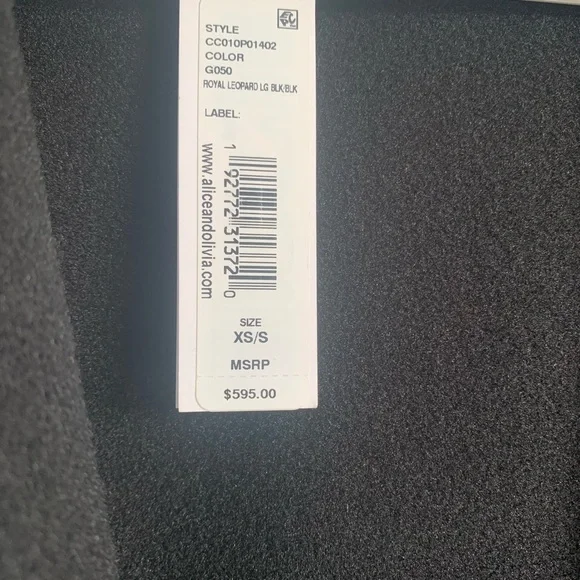 STYLE
CC010P01402
COLOR
G050
ROYAL LEOPARD LG BLK/BLK
LABEL:
1 92772 31372 0
www.aliceandolivia.com
SIZE
XS/S
MSRP
$595.00